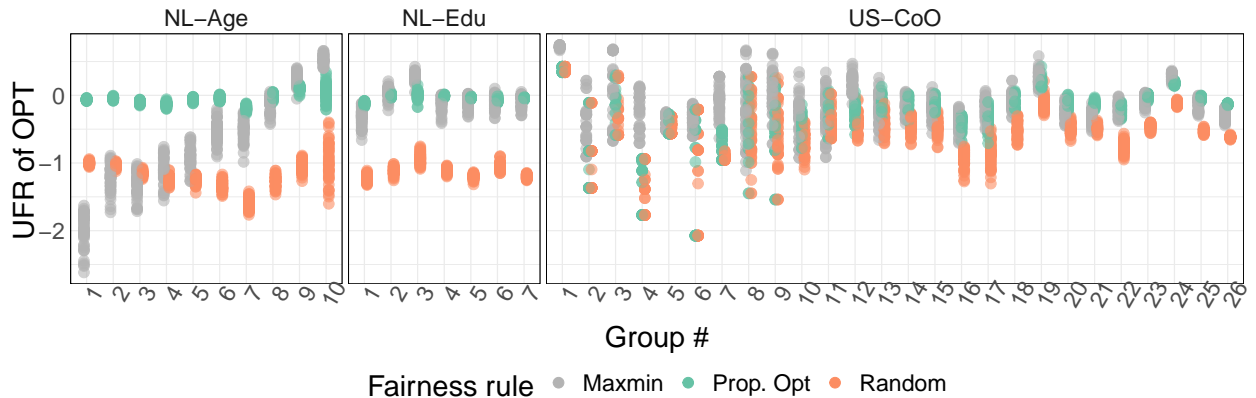 NL−Age NL−Edu US−CoO
UFR of OPT
0
−1
−2
1 2 3 4 5 6 7 8 9 10 1 2 3 4 5 6 7 1 2 3 4 5 6 7 8 9 10 11 12 13 14 15 16 17 18 19 20 21 22 23 24 25 26
Group #
Fairness rule Maxmin Prop. Opt Random